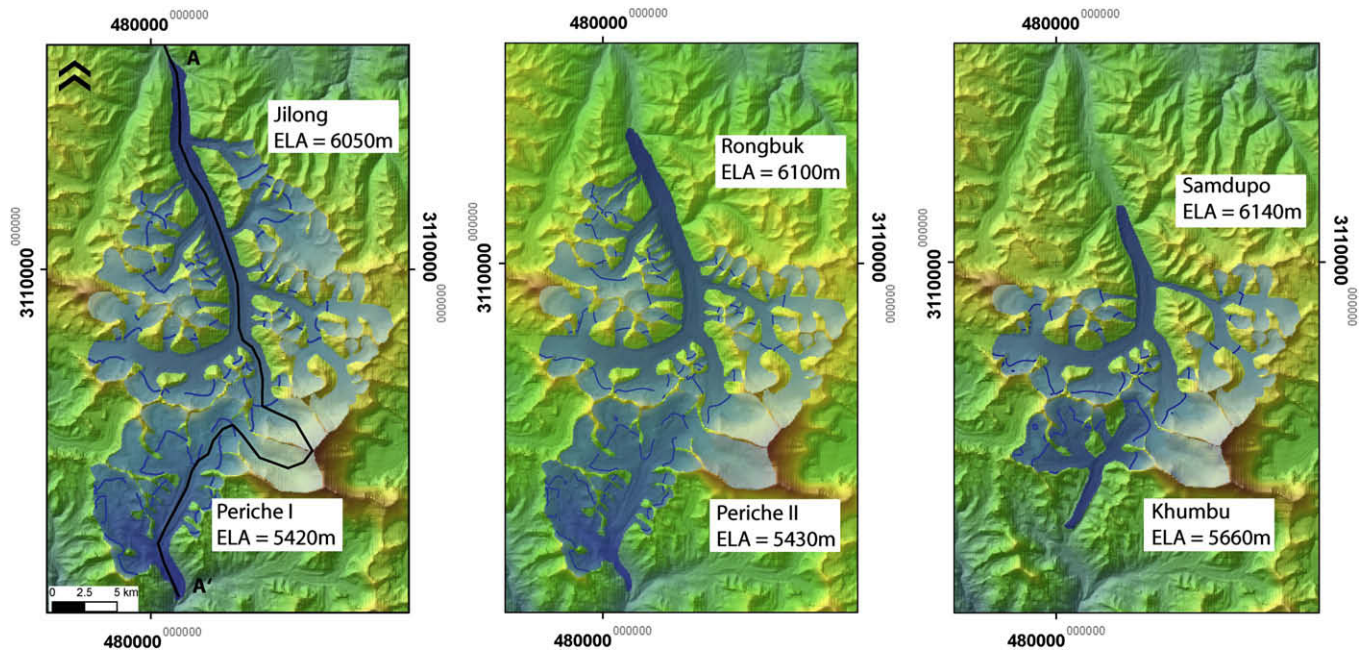 480000 000000
480000 000000
480000 000000
A
Jilong
ELA = 6050m
3110000 000000
3110000 000000
Periche I
ELA = 5420m
A'
0 2.5 5 km
480000 000000
Rongbuk
ELA = 6100m
3110000 000000
3110000 000000
Periche II
ELA = 5430m
480000 000000
Samdupo
ELA = 6140m
3110000 000000
3110000 000000
Khumbu
ELA = 5660m
480000 000000